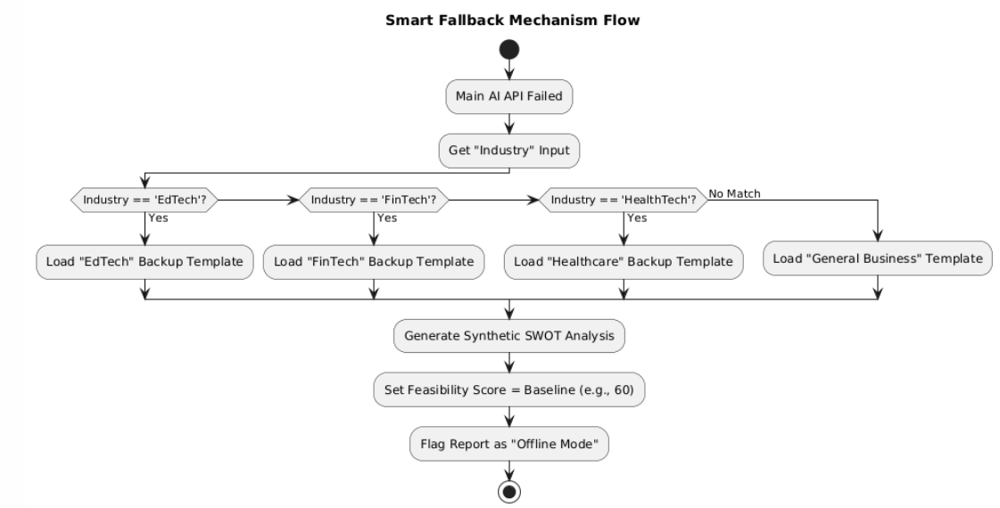 Smart Fallback Mechanism Flow
Main AI API Failed
Get "Industry" Input
Industry == 'EdTech'?
Industry == 'FinTech'?
Industry == 'HealthTech'?
No Match
Yes
Yes
Yes
Load "EdTech" Backup Template
Load "FinTech" Backup Template
Load "Healthcare" Backup Template
Load "General Business" Template
Generate Synthetic SWOT Analysis
Set Feasibility Score = Baseline (e.g., 60)
Flag Report as "Offline Mode"